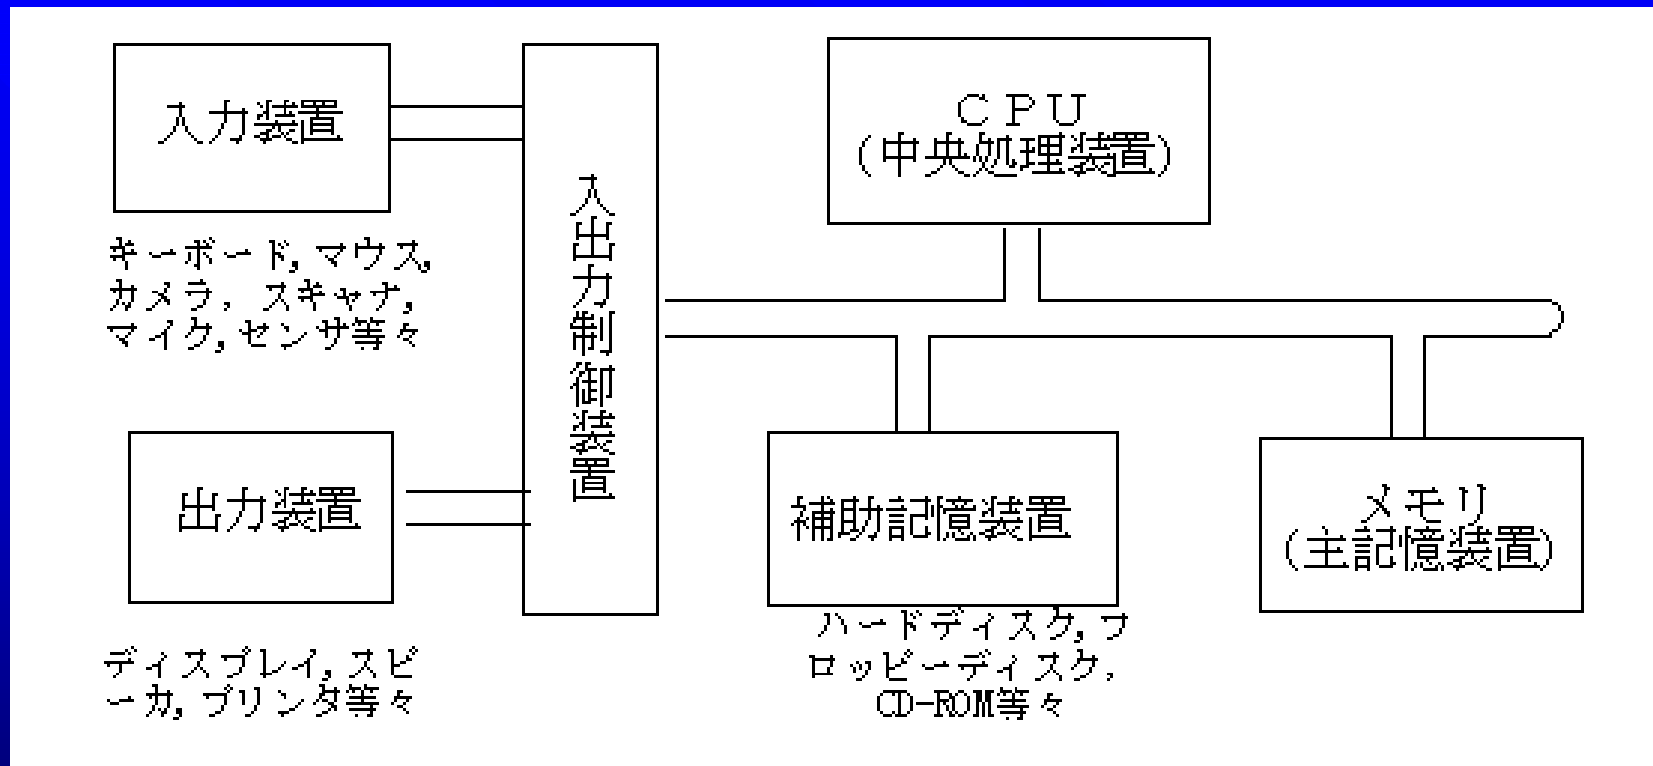 入力装置
キーボード, マウス,
カメラ, スキャナ,
マイク, センサ等々
出力装置
ディスプレイ, スピ
ーカ, プリンタ等々
入出力制御装置
ＣＰＵ
(中央処理装置)
補助記憶装置
ハードディスク, フ
ロッピーディスク,
CD-ROM等々
メモリ
(主記憶装置)